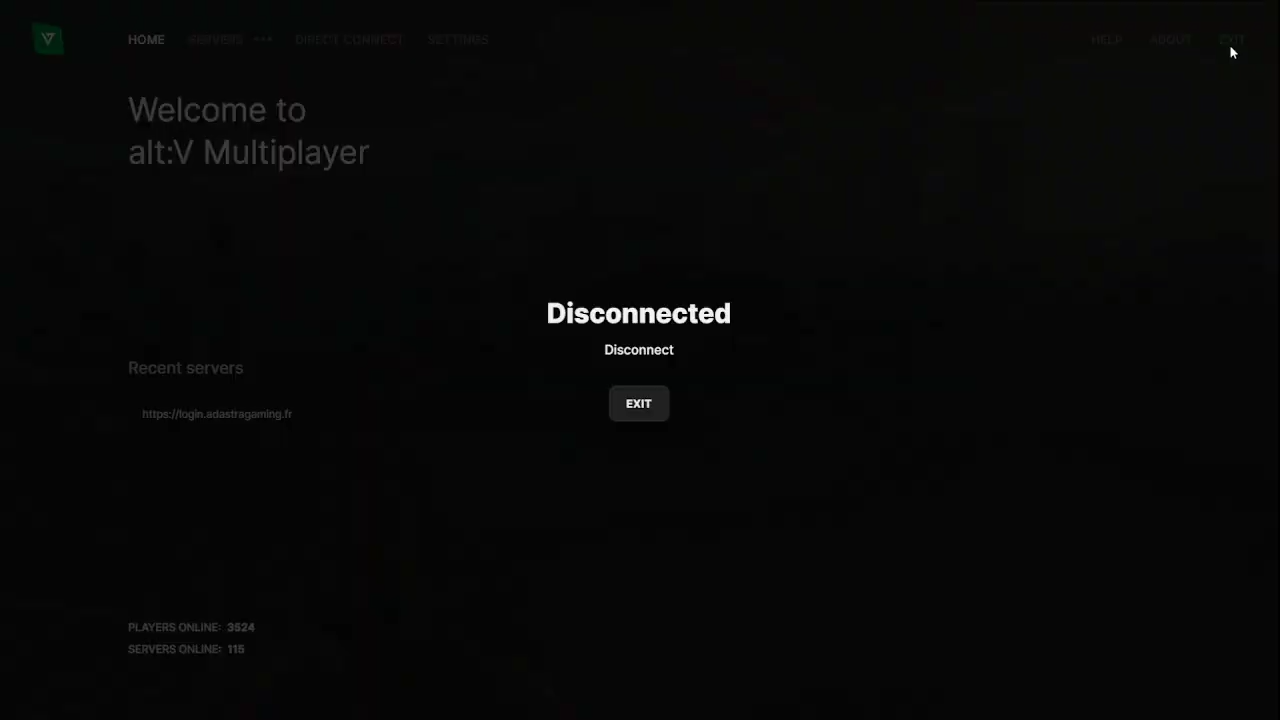 HOME SERVERS DIRECT CONNECT SETTINGS HELP ABOUT EXIT
Welcome to
alt:V Multiplayer
Disconnected
Disconnect
EXIT
Recent servers
https://login.adastragaming.fr
PLAYERS ONLINE: 3524
SERVERS ONLINE: 115